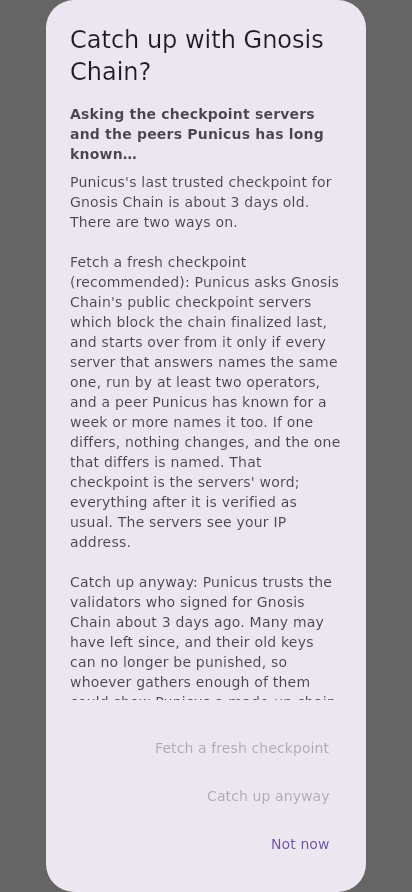 Catch up with Gnosis
Chain?
Asking the checkpoint servers
and the peers Punicus has long
known…
Punicus's last trusted checkpoint for
Gnosis Chain is about 3 days old.
There are two ways on.
Fetch a fresh checkpoint
(recommended): Punicus asks Gnosis
Chain's public checkpoint servers
which block the chain finalized last,
and starts over from it only if every
server that answers names the same
one, run by at least two operators,
and a peer Punicus has known for a
week or more names it too. If one
differs, nothing changes, and the one
that differs is named. That
checkpoint is the servers' word;
everything after it is verified as
usual. The servers see your IP
address.
Catch up anyway: Punicus trusts the
validators who signed for Gnosis
Chain about 3 days ago. Many may
have left since, and their old keys
can no longer be punished, so
whoever gathers enough of them
could show Punicus a made-up chain
Fetch a fresh checkpoint
Catch up anyway
Not now